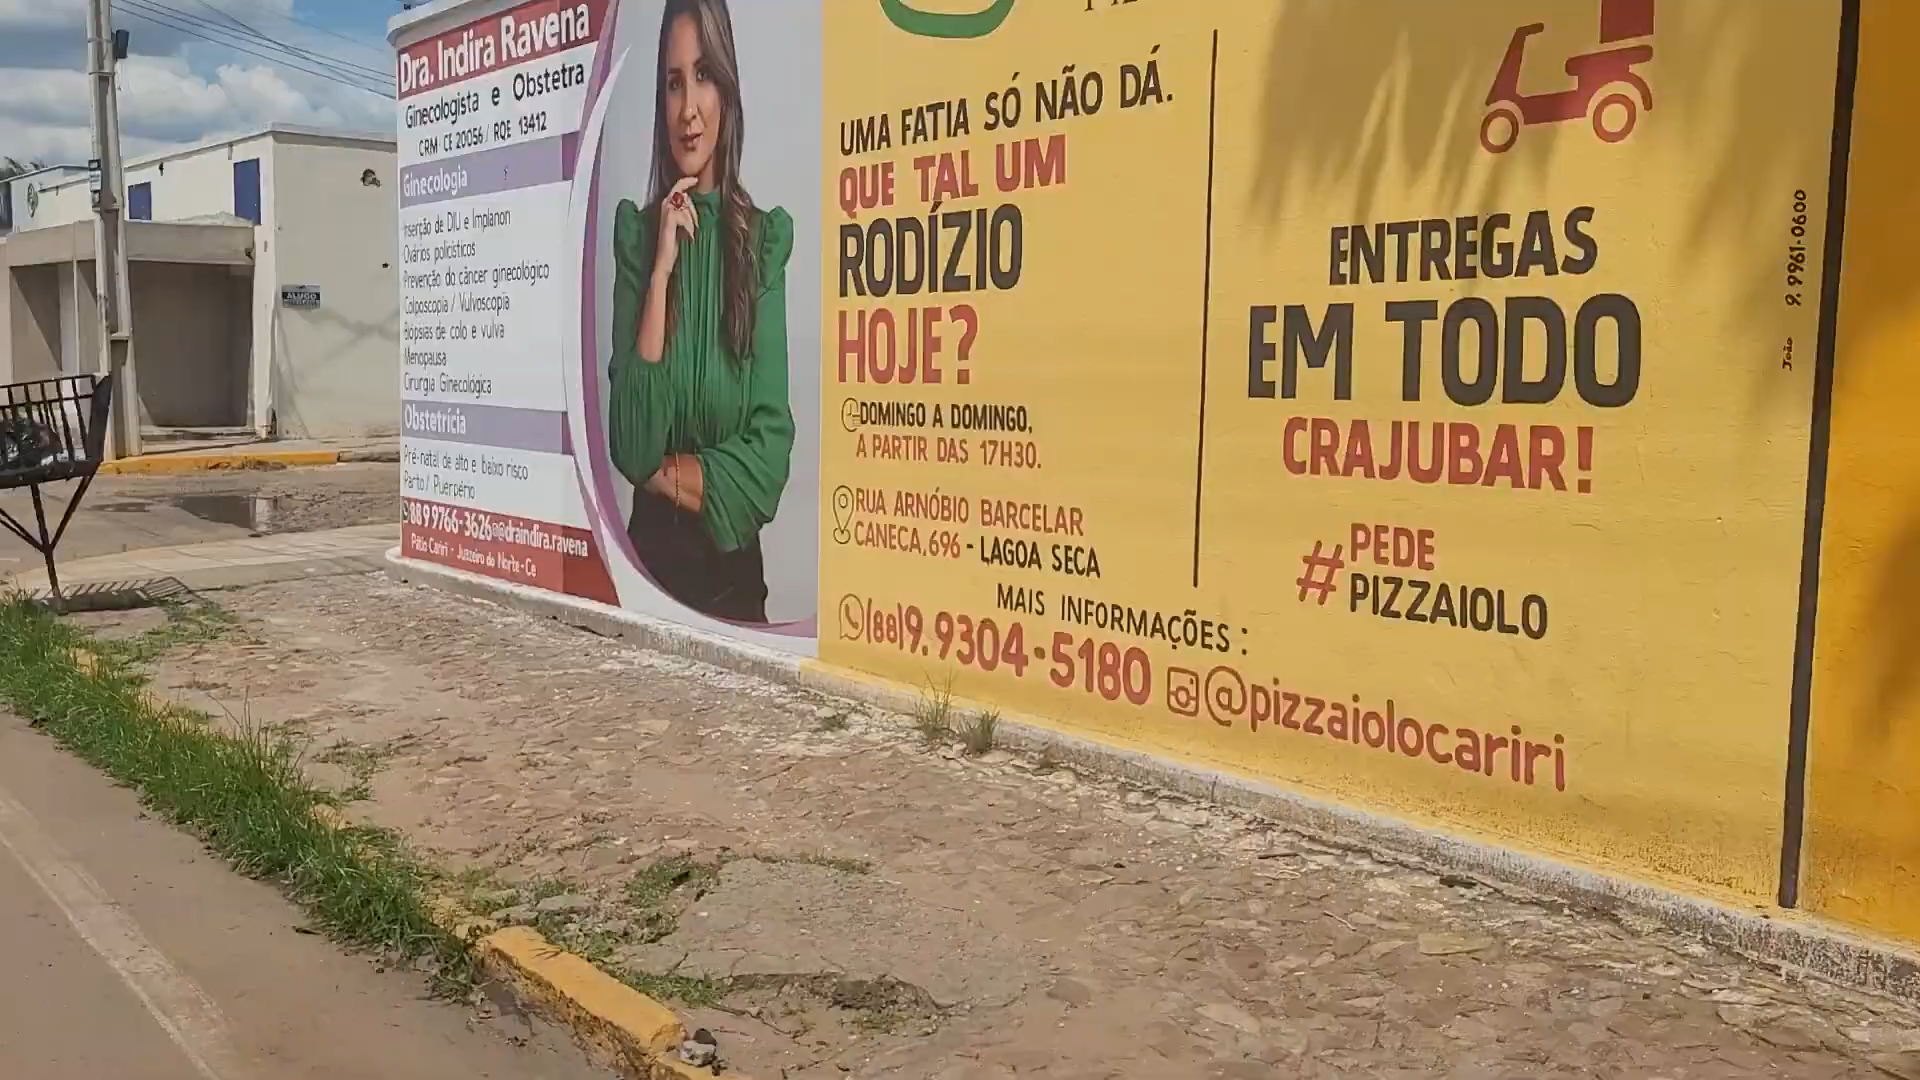 Dra. Indira Ravena
Ginecologista e Obstetra
CRM: CE 20056 / RQE 13412
Ginecologia
Inserção de DIU e Implanon
Ovários policísticos
Prevenção do câncer ginecológico
Colposcopia / Vulvoscopia
Biópsias de colo e vulva
Menopausa
Cirurgia Ginecológica
Obstetrícia
Pré-natal de alto e baixo risco
Parto / Puerpério
88 9 9766-3626 @draindira.ravena
Pátio Cariri - Juazeiro do Norte-Ce
ALUGO
UMA FATIA SÓ NÃO DÁ.
QUE TAL UM
RODÍZIO
HOJE?
DOMINGO A DOMINGO,
A PARTIR DAS 17H30.
RUA ARNÓBIO BARCELAR
CANECA, 696 - LAGOA SECA
MAIS INFORMAÇÕES :
(88)9.9304-5180 @pizzaiolocariri
ENTREGAS
EM TODO
CRAJUBAR!
#PEDE
PIZZAIOLO
João 9.9961-0600